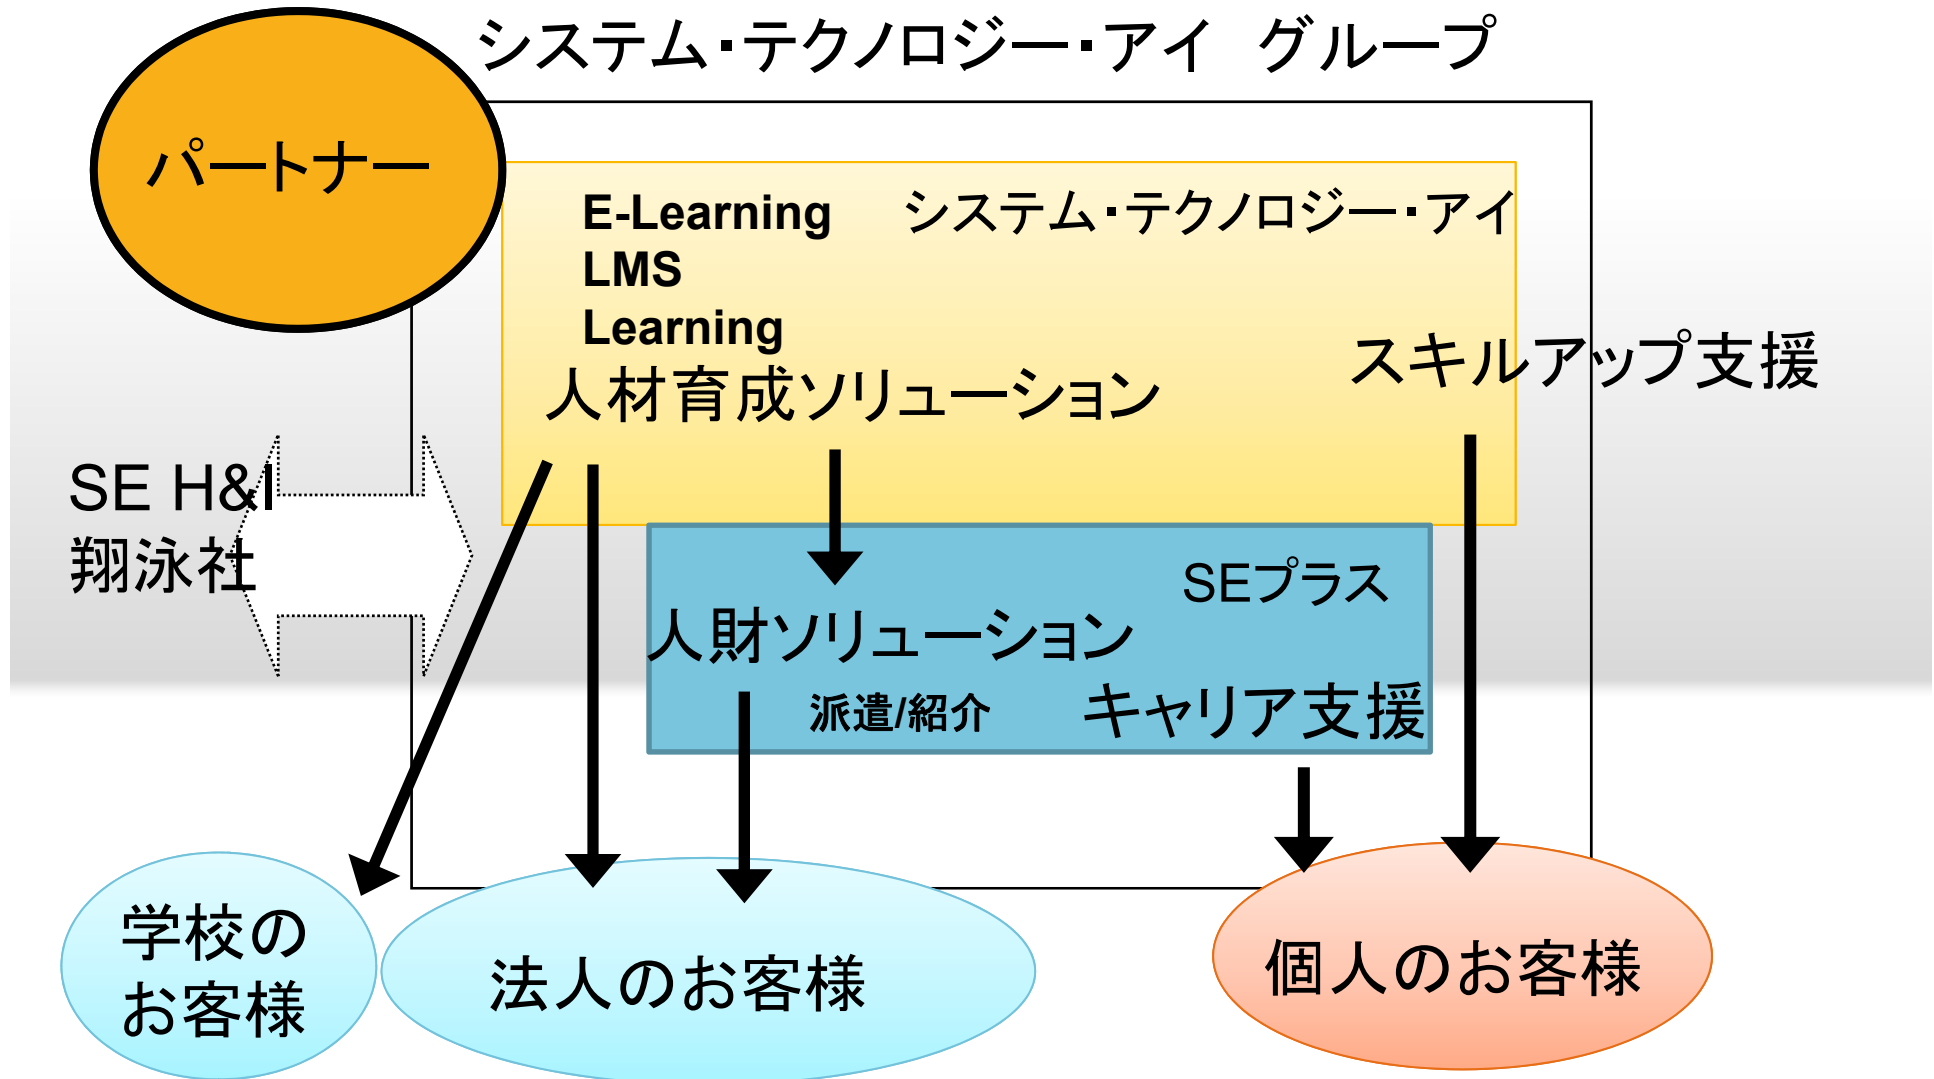 システム・テクノロジー・アイ　グループ
パートナー
E-Learning
システム・テクノロジー・アイ
LMS
Learning
人材育成ソリューション
スキルアップ支援
SE H&I
翔泳社
SEプラス
人財ソリューション
派遣/紹介
キャリア支援
学校の
お客様
法人のお客様
個人のお客様